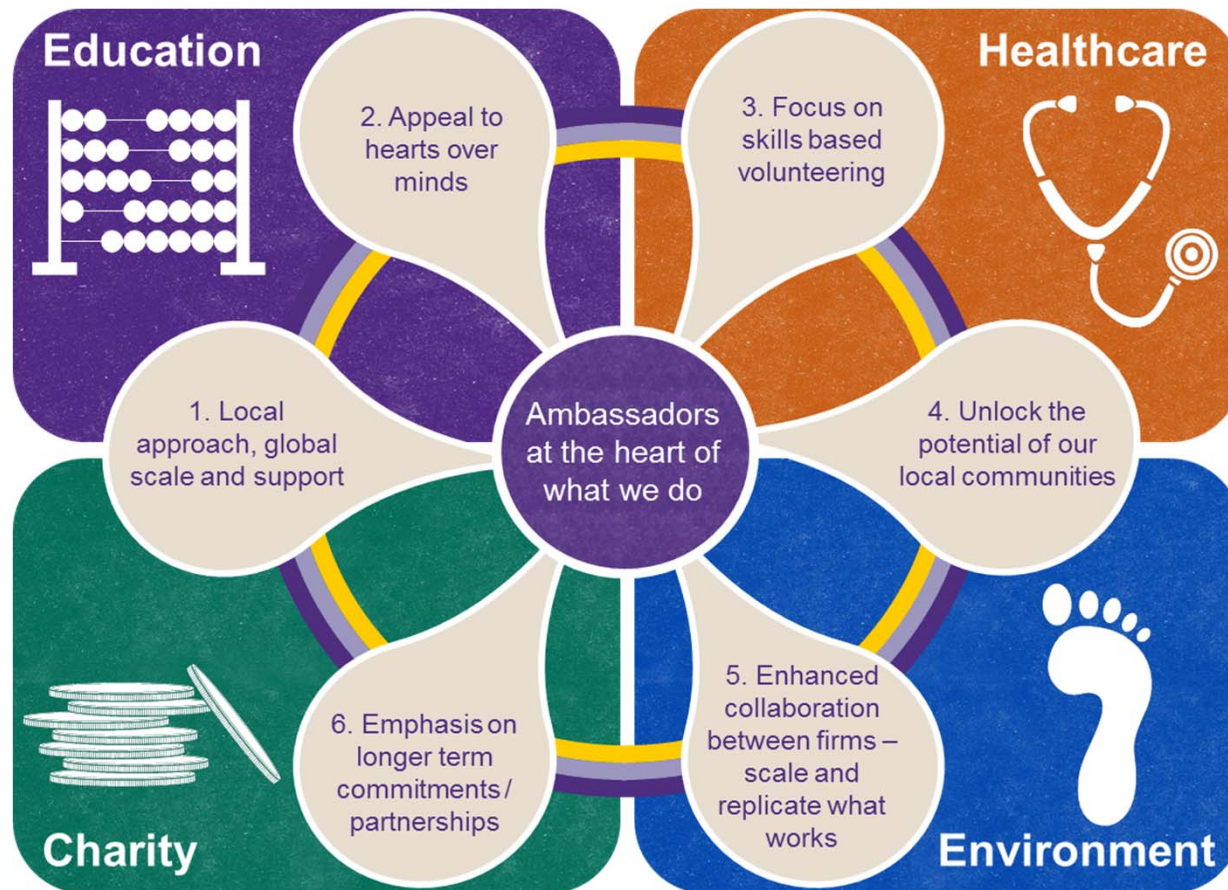 Education
Healthcare
2. Appeal to
hearts over
minds
3. Focus on
skills based
volunteering
1. Local
approach, global
scale and support
Ambassadors
at the heart of
what we do
4. Unlock the
potential of our
local communities
6. Emphasis on
longer term
commitments /
partnerships
5. Enhanced
collaboration
between firms –
scale and
replicate what
works
Charity
Environment